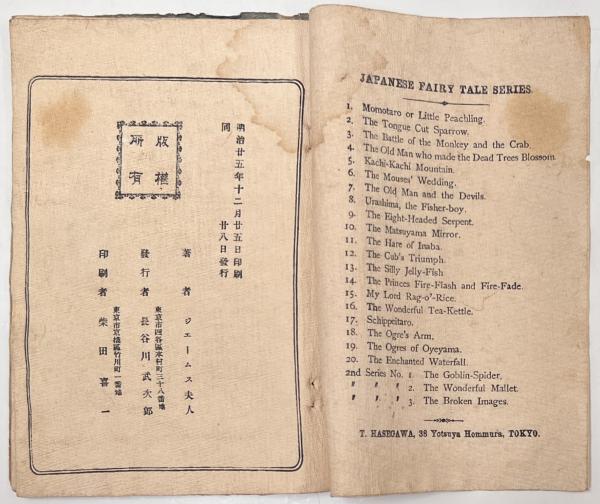 版權所有
明治廿五年十二月廿五日印刷
同 廿八日發行
著者 ジエームス夫人
東京市四谷區本村町三十八番地
發行者 長谷川武次郎
東京市京橋區竹川町一番地
印刷者 柴田喜一
JAPANESE FAIRY TALE SERIES.
1. Momotaro or Little Peachling.
2. The Tongue Cut Sparrow.
3. The Battle of the Monkey and the Crab.
4. The Old Man who made the Dead Trees Blossom.
5. Kachi-Kachi Mountain.
6. The Mouses' Wedding.
7. The Old Man and the Devils.
8. Urashima, the Fisher-boy.
9. The Eight-Headed Serpent.
10. The Matsuyama Mirror.
11. The Hare of Inaba.
12. The Cub's Triumph.
13. The Silly Jelly-Fish
14. The Princes Fire-Flash and Fire-Fade.
15. My Lord Rag-o'-Rice.
16. The Wonderful Tea-Kettle.
17. Schippeitaro.
18. The Ogre's Arm.
19. The Ogres of Oyeyama.
20. The Enchanted Waterfall.
2nd Series No. 1. The Goblin-Spider.
" " " 2. The Wonderful Mallet.
" " " 3. The Broken Images.
T. HASEGAWA, 38 Yotsuya Hommura, TOKYO.